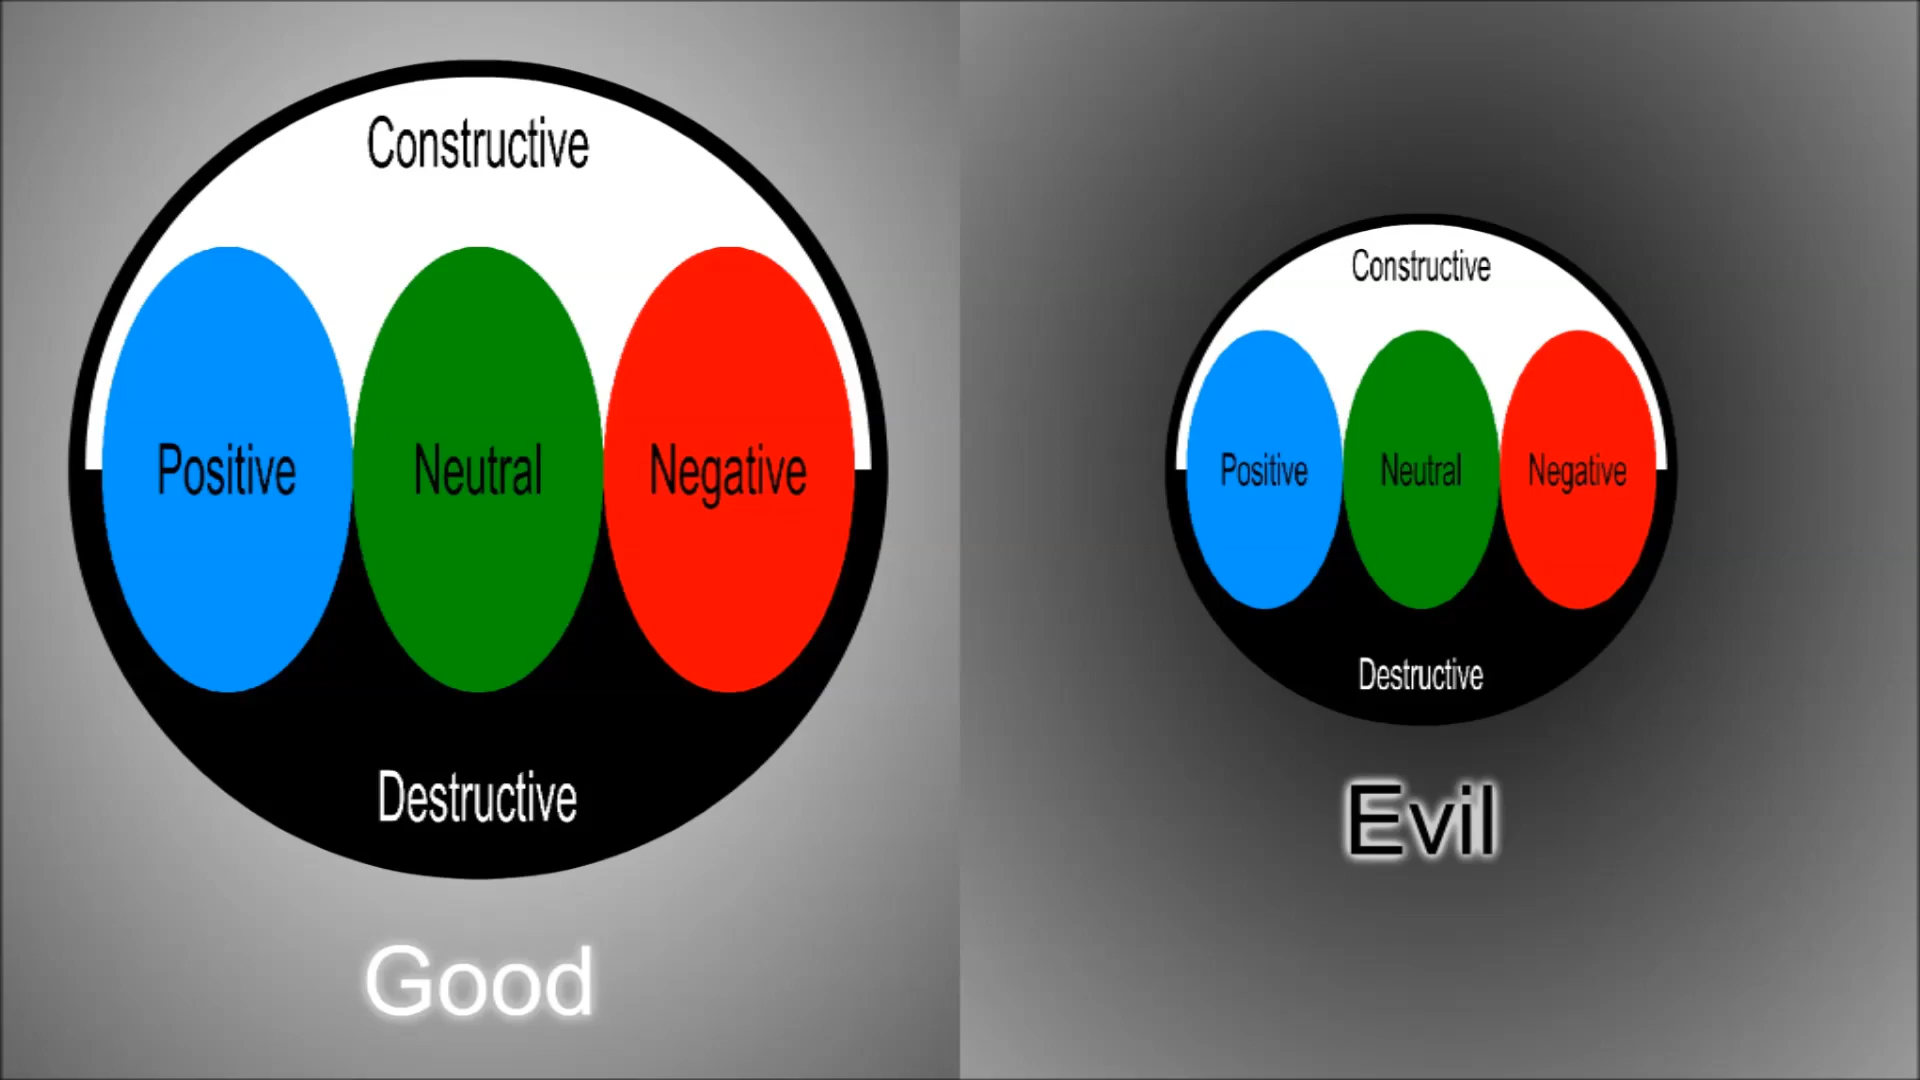 Constructive
Positive
Neutral
Negative
Destructive
Good
Constructive
Positive
Neutral
Negative
Destructive
Evil